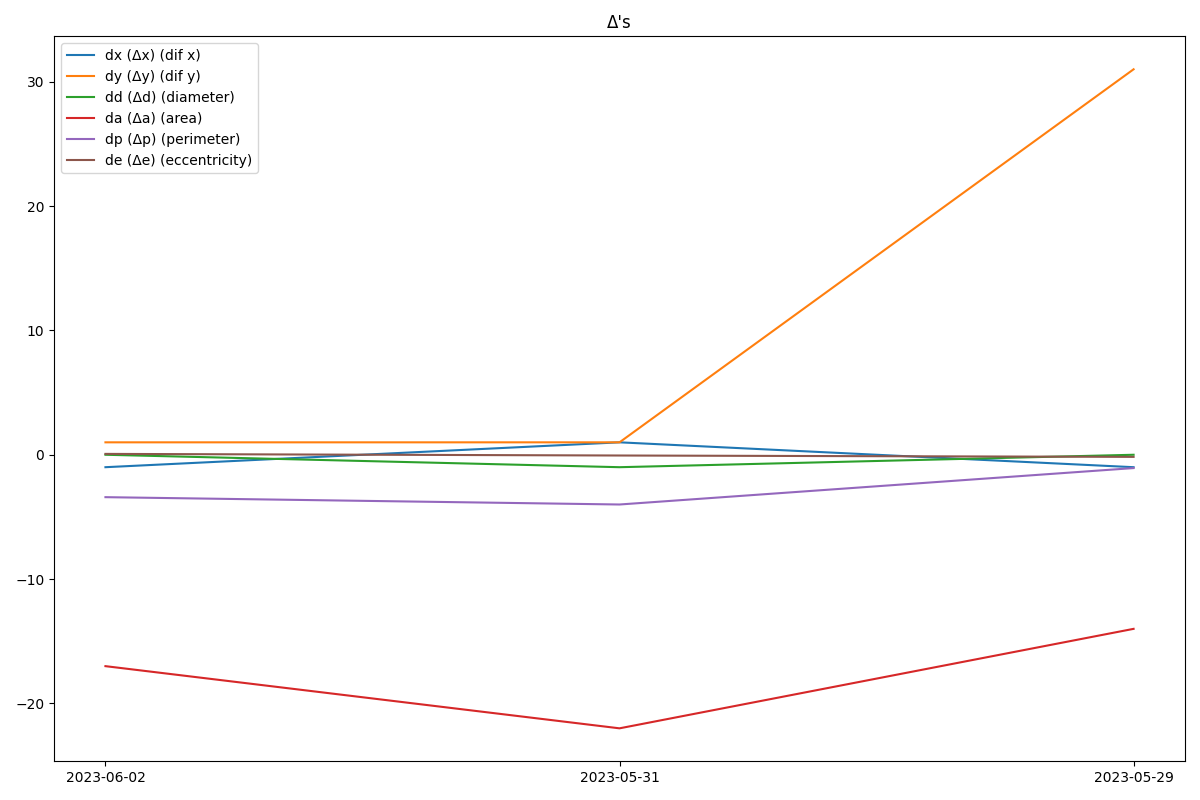 Δ's
dx (Δx) (dif x)
dy (Δy) (dif y)
dd (Δd) (diameter)
da (Δa) (area)
dp (Δp) (perimeter)
de (Δe) (eccentricity)
30
20
10
0
−10
−20
2023-06-02 2023-05-31 2023-05-29